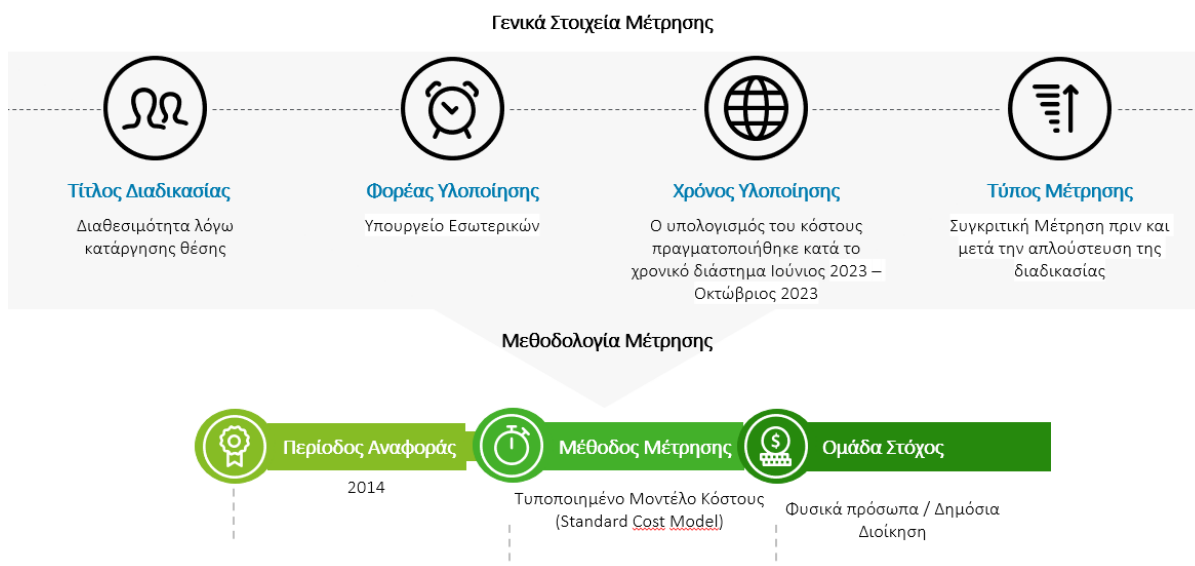 Γενικά Στοιχεία Μέτρησης
Τίτλος Διαδικασίας
Διαθεσιμότητα λόγω
κατάργησης θέσης
Φορέας Υλοποίησης
Υπουργείο Εσωτερικών
Χρόνος Υλοποίησης
Ο υπολογισμός του κόστους
πραγματοποιήθηκε κατά το
χρονικό διάστημα Ιούνιος 2023 –
Οκτώβριος 2023
Τύπος Μέτρησης
Συγκριτική Μέτρηση πριν και
μετά την απλούστευση της
διαδικασίας
Μεθοδολογία Μέτρησης
Περίοδος Αναφοράς
2014
Μέθοδος Μέτρησης
Τυποποιημένο Μοντέλο Κόστους
(Standard Cost Model)
Ομάδα Στόχος
Φυσικά πρόσωπα / Δημόσια
Διοίκηση